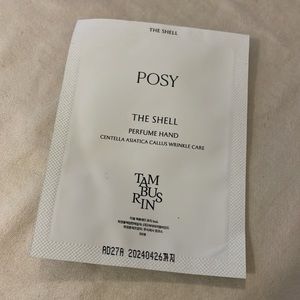 THE SHELL
POSY
THE SHELL
PERFUME HAND
CENTELLA ASIATICA CALLUS WRINKLE CARE
TAM
BUS
RIN
AD27A 20240426까지